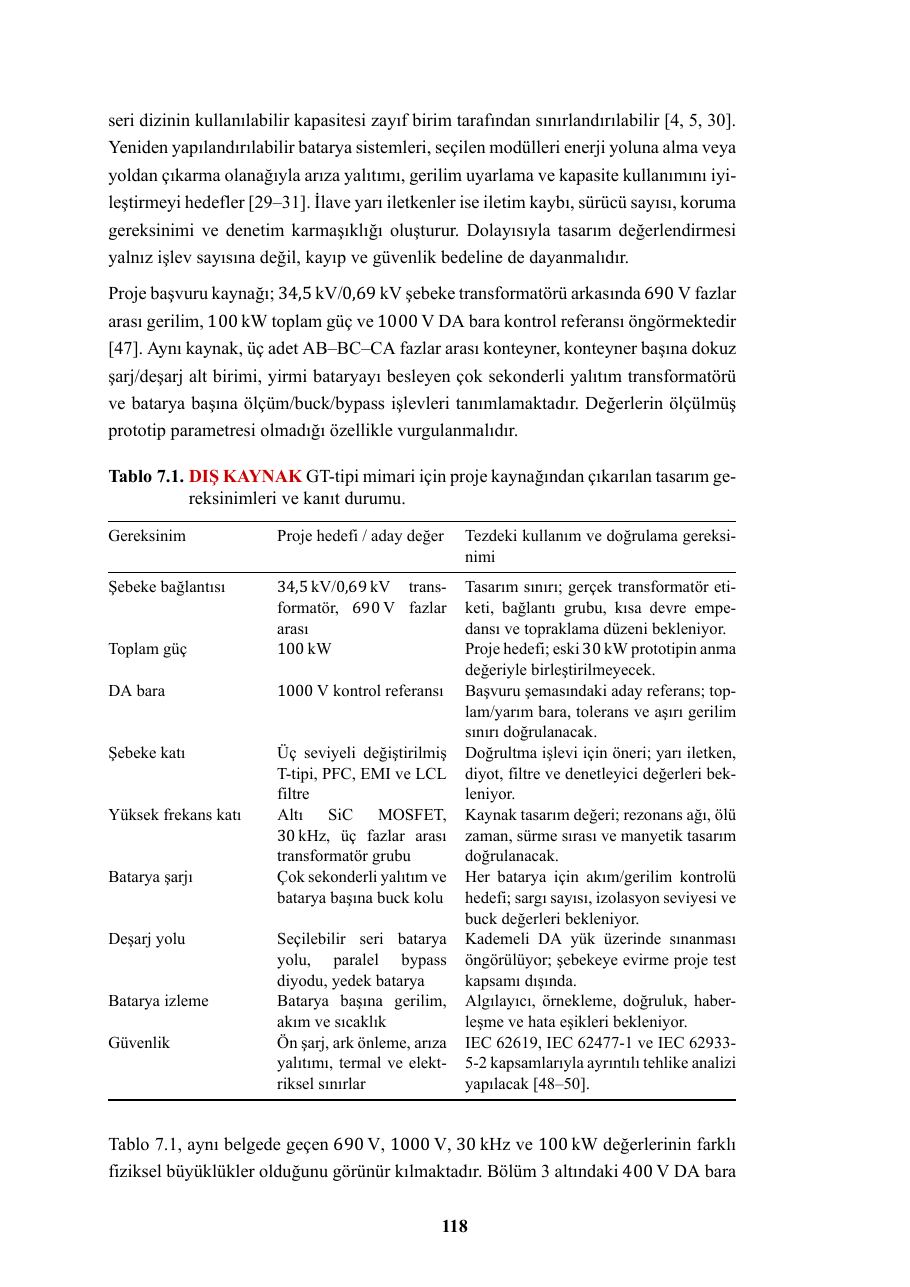 seri dizinin kullanılabilir kapasitesi zayıf birim tarafından sınırlandırılabilir [4, 5, 30].
Yeniden yapılandırılabilir batarya sistemleri, seçilen modülleri enerji yoluna alma veya
yoldan çıkarma olanağıyla arıza yalıtımı, gerilim uyarlama ve kapasite kullanımını iyi-
leştirmeyi hedefler [29–31]. İlave yarı iletkenler ise iletim kaybı, sürücü sayısı, koruma
gereksinimi ve denetim karmaşıklığı oluşturur. Dolayısıyla tasarım değerlendirmesi
yalnız işlev sayısına değil, kayıp ve güvenlik bedeline de dayanmalıdır.
Proje başvuru kaynağı; 34,5 kV/0,69 kV şebeke transformatörü arkasında 690 V fazlar
arası gerilim, 100 kW toplam güç ve 1000 V DA bara kontrol referansı öngörmektedir
[47]. Aynı kaynak, üç adet AB–BC–CA fazlar arası konteyner, konteyner başına dokuz
şarj/deşarj alt birimi, yirmi bataryayı besleyen çok sekonderli yalıtım transformatörü
ve batarya başına ölçüm/buck/bypass işlevleri tanımlamaktadır. Değerlerin ölçülmüş
prototip parametresi olmadığı özellikle vurgulanmalıdır.
Tablo 7.1. DIŞ KAYNAK GT-tipi mimari için proje kaynağından çıkarılan tasarım ge-
reksinimleri ve kanıt durumu.
Gereksinim Proje hedefi / aday değer Tezdeki kullanım ve doğrulama gereksi-
nimi
Şebeke bağlantısı 34,5 kV/0,69 kV trans- Tasarım sınırı; gerçek transformatör eti-
formatör, 690 V fazlar keti, bağlantı grubu, kısa devre empe-
arası dansı ve topraklama düzeni bekleniyor.
Toplam güç 100 kW Proje hedefi; eski 30 kW prototipin anma
değeriyle birleştirilmeyecek.
DA bara 1000 V kontrol referansı Başvuru şemasındaki aday referans; top-
lam/yarım bara, tolerans ve aşırı gerilim
sınırı doğrulanacak.
Şebeke katı Üç seviyeli değiştirilmiş Doğrultma işlevi için öneri; yarı iletken,
T-tipi, PFC, EMI ve LCL diyot, filtre ve denetleyici değerleri bek-
filtre leniyor.
Yüksek frekans katı Altı SiC MOSFET, Kaynak tasarım değeri; rezonans ağı, ölü
30 kHz, üç fazlar arası zaman, sürme sırası ve manyetik tasarım
transformatör grubu doğrulanacak.
Batarya şarjı Çok sekonderli yalıtım ve Her batarya için akım/gerilim kontrolü
batarya başına buck kolu hedefi; sargı sayısı, izolasyon seviyesi ve
buck değerleri bekleniyor.
Deşarj yolu Seçilebilir seri batarya Kademeli DA yük üzerinde sınanması
yolu, paralel bypass öngörülüyor; şebekeye evirme proje test
diyodu, yedek batarya kapsamı dışında.
Batarya izleme Batarya başına gerilim, Algılayıcı, örnekleme, doğruluk, haber-
akım ve sıcaklık leşme ve hata eşikleri bekleniyor.
Güvenlik Ön şarj, ark önleme, arıza IEC 62619, IEC 62477-1 ve IEC 62933-
yalıtımı, termal ve elekt- 5-2 kapsamlarıyla ayrıntılı tehlike analizi
riksel sınırlar yapılacak [48–50].
Tablo 7.1, aynı belgede geçen 690 V, 1000 V, 30 kHz ve 100 kW değerlerinin farklı
fiziksel büyüklükler olduğunu görünür kılmaktadır. Bölüm 3 altındaki 400 V DA bara
118